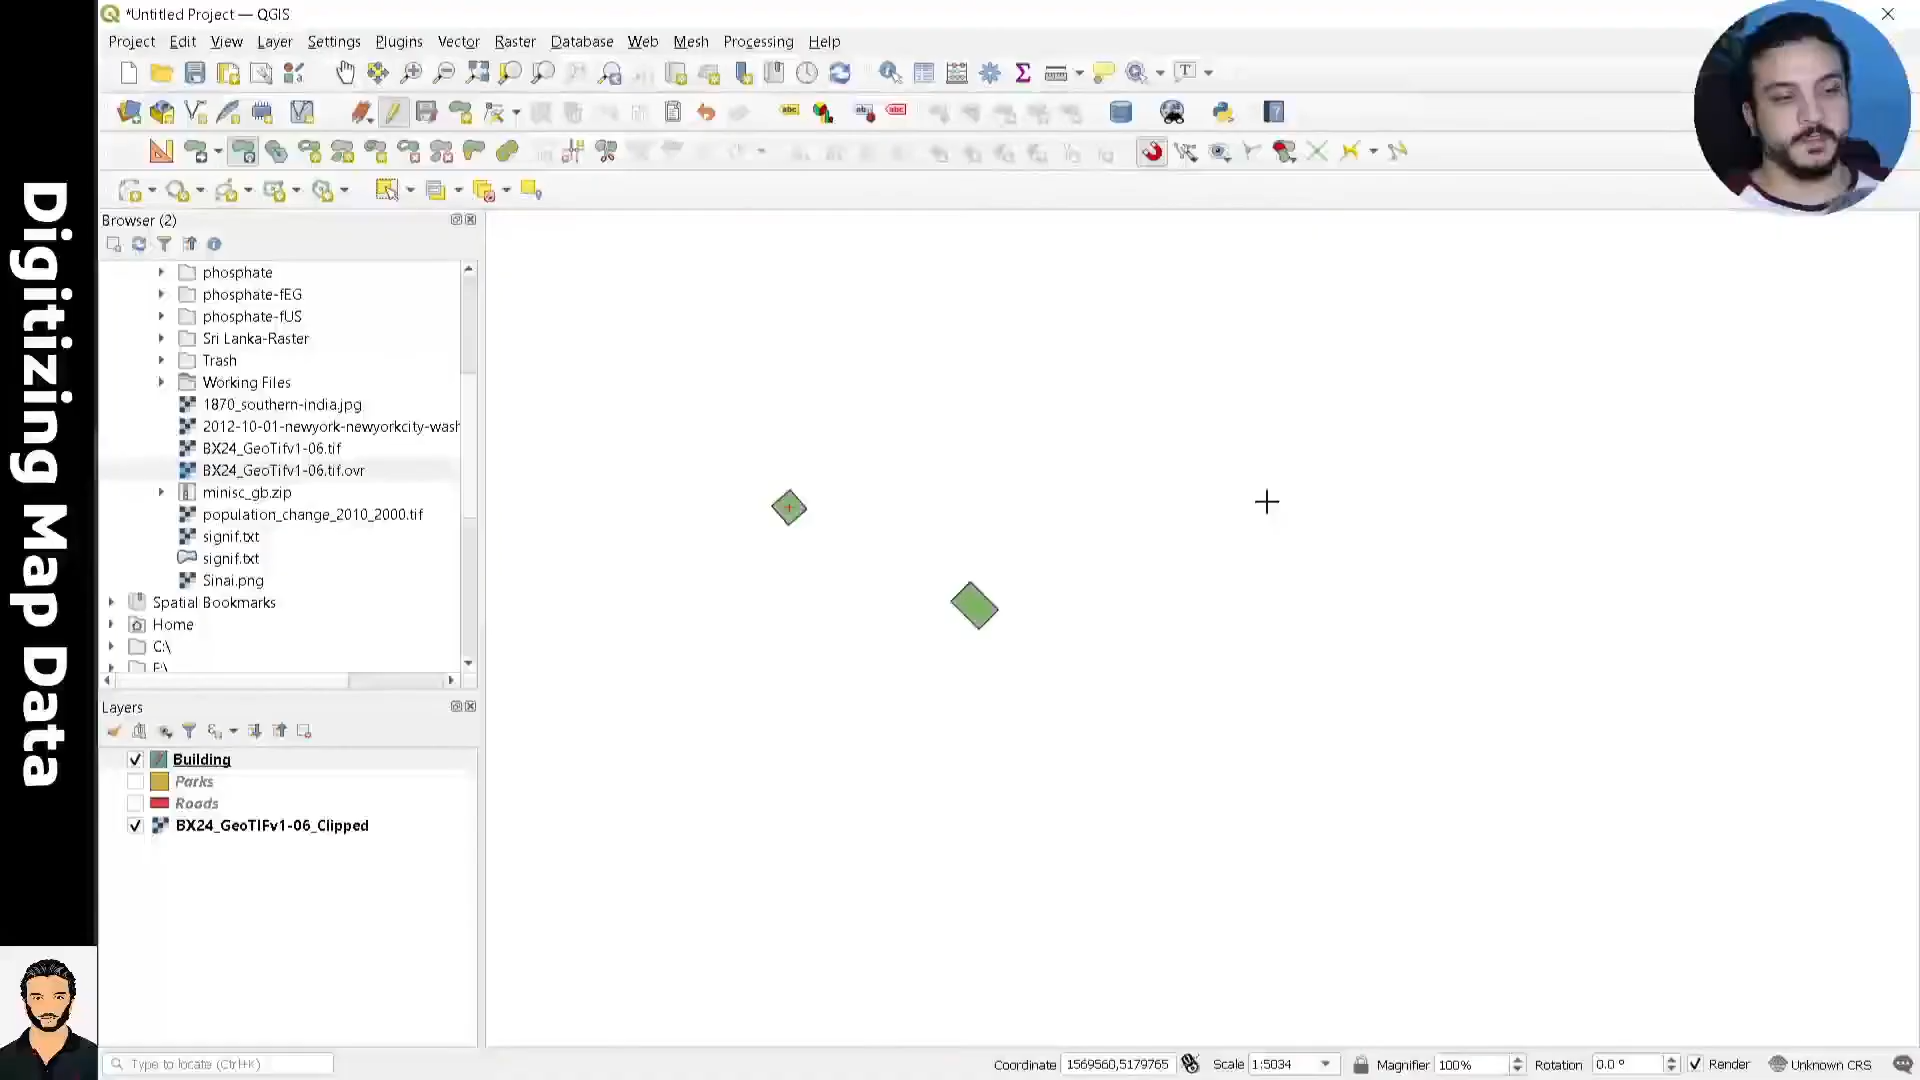 *Untitled Project — QGIS
Project Edit View Layer Settings Plugins Vector Raster Database Web Mesh Processing Help
Digitizing Map Data
Browser (2)
phosphate
phosphate-fEG
phosphate-fUS
Sri Lanka-Raster
Trash
Working Files
1870_southern-india.jpg
2012-10-01-newyork-newyorkcity-wash
BX24_GeoTifv1-06.tif
BX24_GeoTifv1-06.tif.ovr
minisc_gb.zip
population_change_2010_2000.tif
signif.txt
signif.txt
Sinai.png
Spatial Bookmarks
Home
C:\
Layers
Building
Parks
Roads
BX24_GeoTIFv1-06_Clipped
Type to locate (Ctrl+K)
Coordinate 1569560,5179765 Scale 1:5034 Magnifier 100% Rotation 0.0 ° Render Unknown CRS